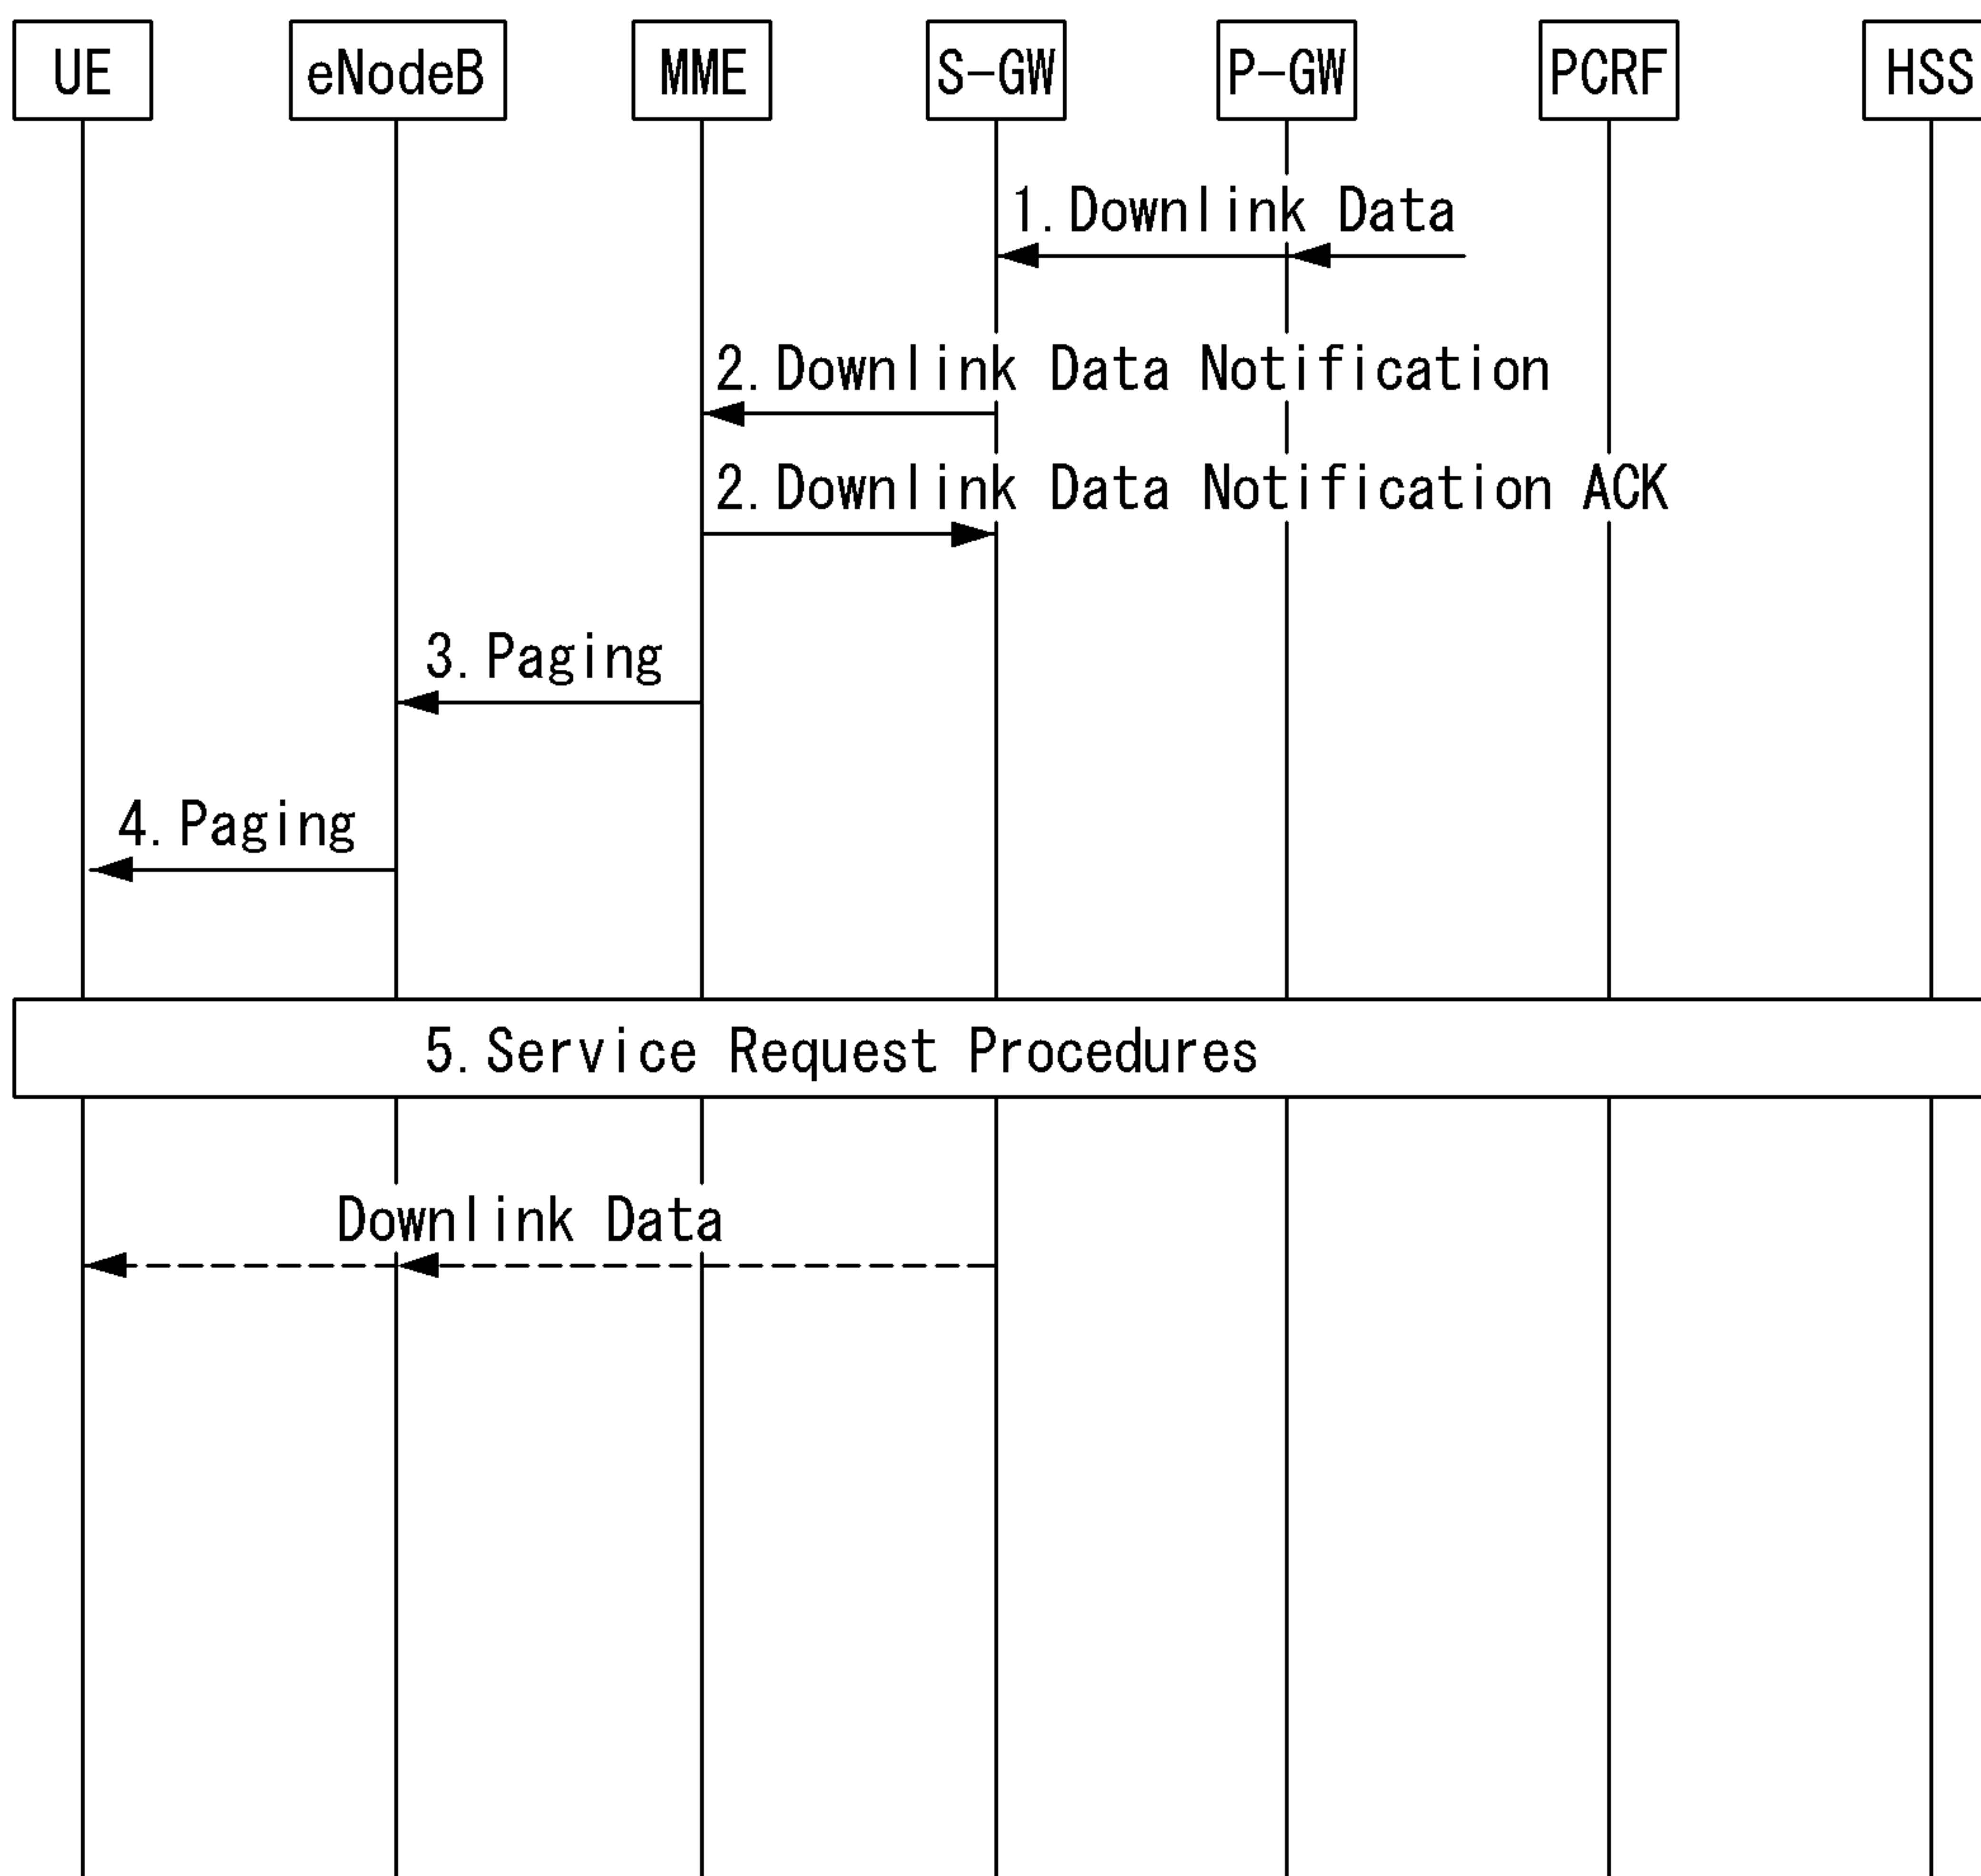 UE eNodeB MME S-GW P-GW PCRF HSS
1.Downlink Data
2.Downlink Data Notification
2.Downlink Data Notification ACK
3.Paging
4.Paging
5.Service Request Procedures
Downlink Data